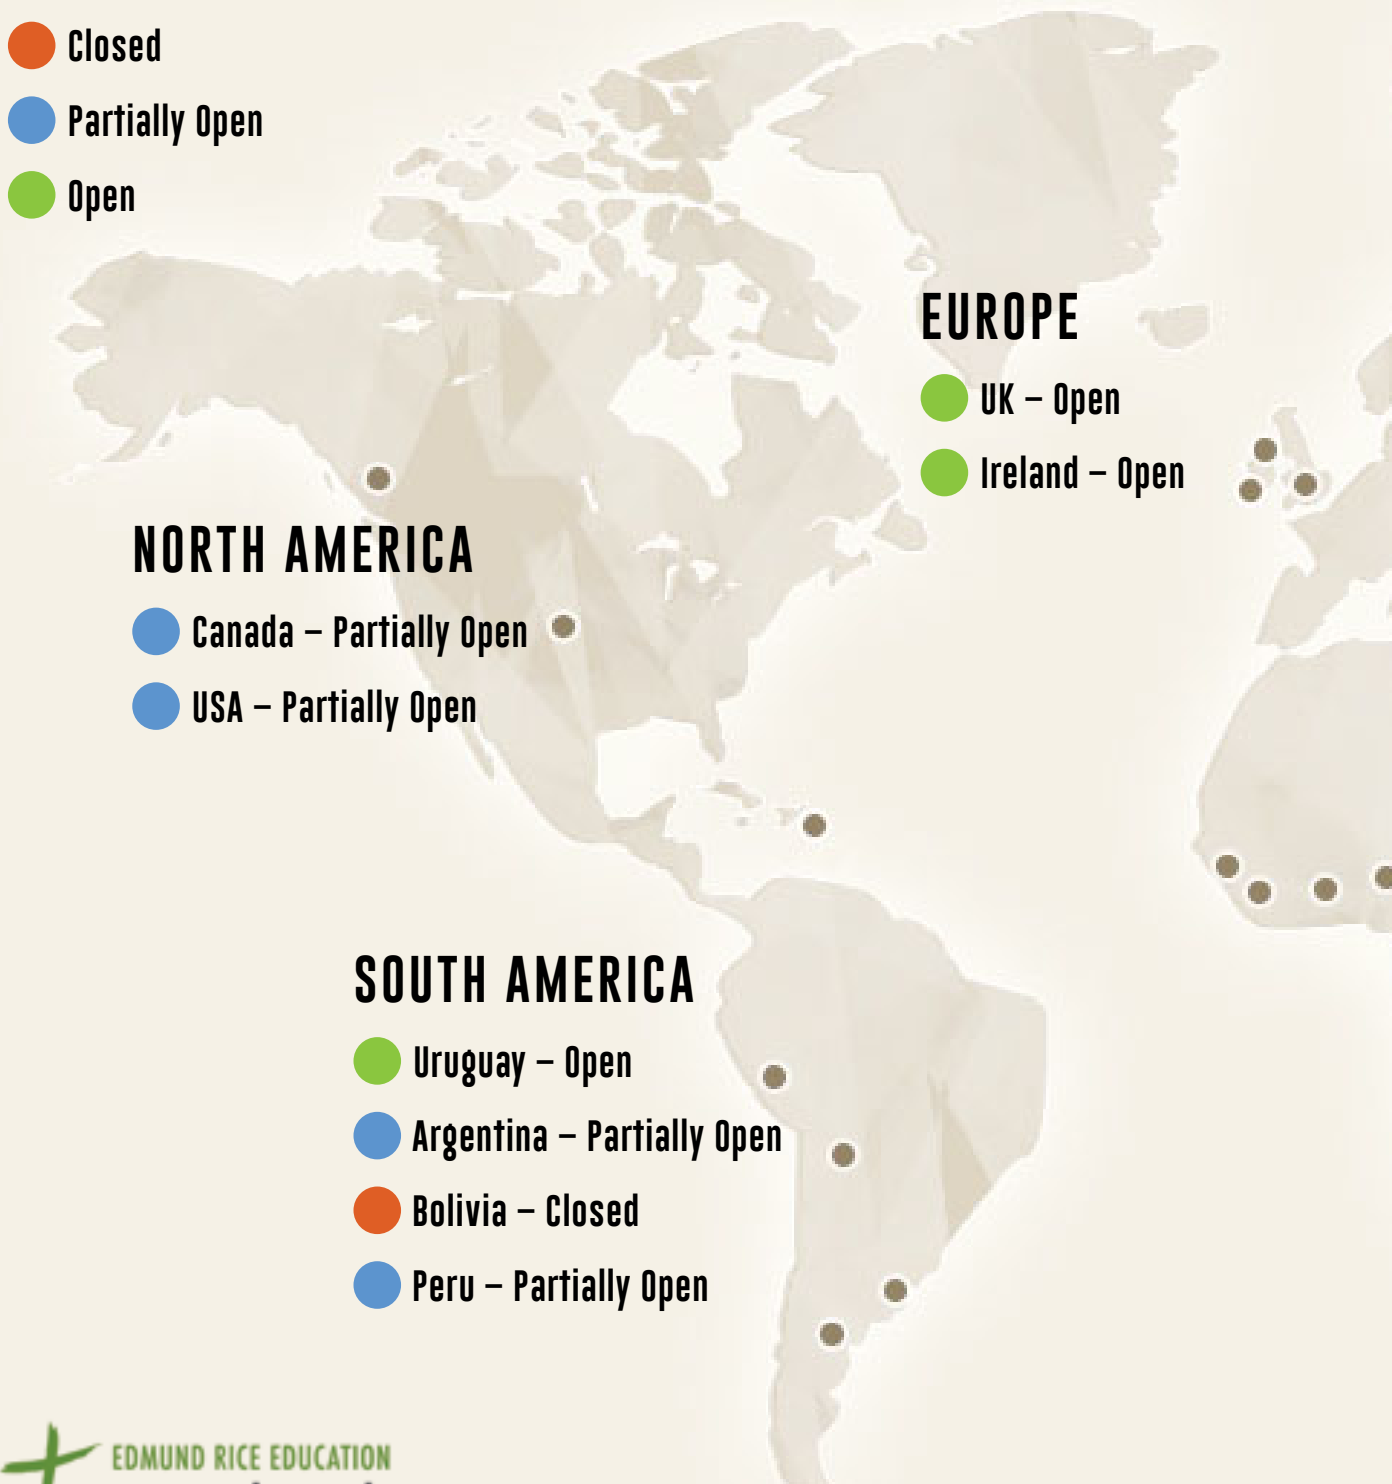 Closed
Partially Open
Open
EUROPE
UK – Open
Ireland – Open
NORTH AMERICA
Canada – Partially Open
USA – Partially Open
SOUTH AMERICA
Uruguay – Open
Argentina – Partially Open
Bolivia – Closed
Peru – Partially Open
EDMUND RICE EDUCATION